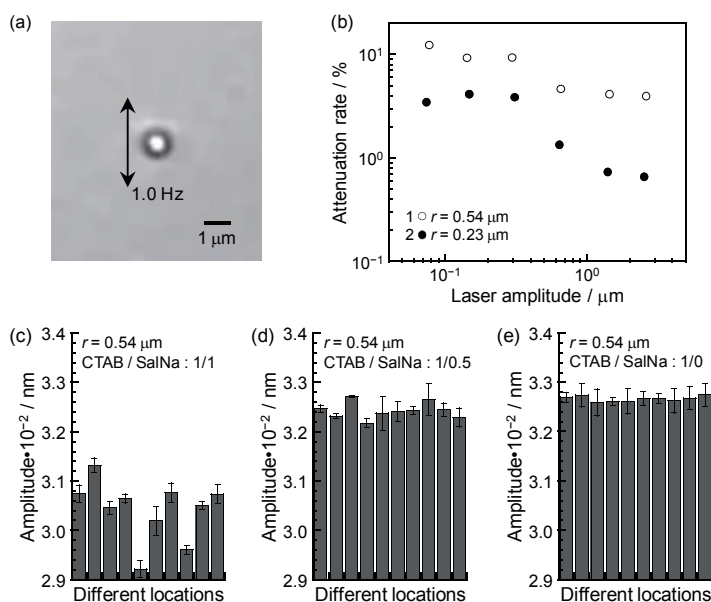 (a)
1.0 Hz
1 μm
(b)
Attenuation rate / %
10¹
10⁰
10⁻¹
1 ○ r = 0.54 μm
2 ● r = 0.23 μm
10⁻¹
10⁰
Laser amplitude / μm
(c)
r = 0.54 μm
CTAB / SalNa : 1/1
Amplitude•10⁻² / nm
3.4
3.3
3.2
3.1
3.0
2.9
Different locations
(d)
r = 0.54 μm
CTAB / SalNa : 1/0.5
Amplitude•10⁻² / nm
3.4
3.3
3.2
3.1
3.0
2.9
Different locations
(e)
r = 0.54 μm
CTAB / SalNa : 1/0
Amplitude•10⁻² / nm
3.4
3.3
3.2
3.1
3.0
2.9
Different locations